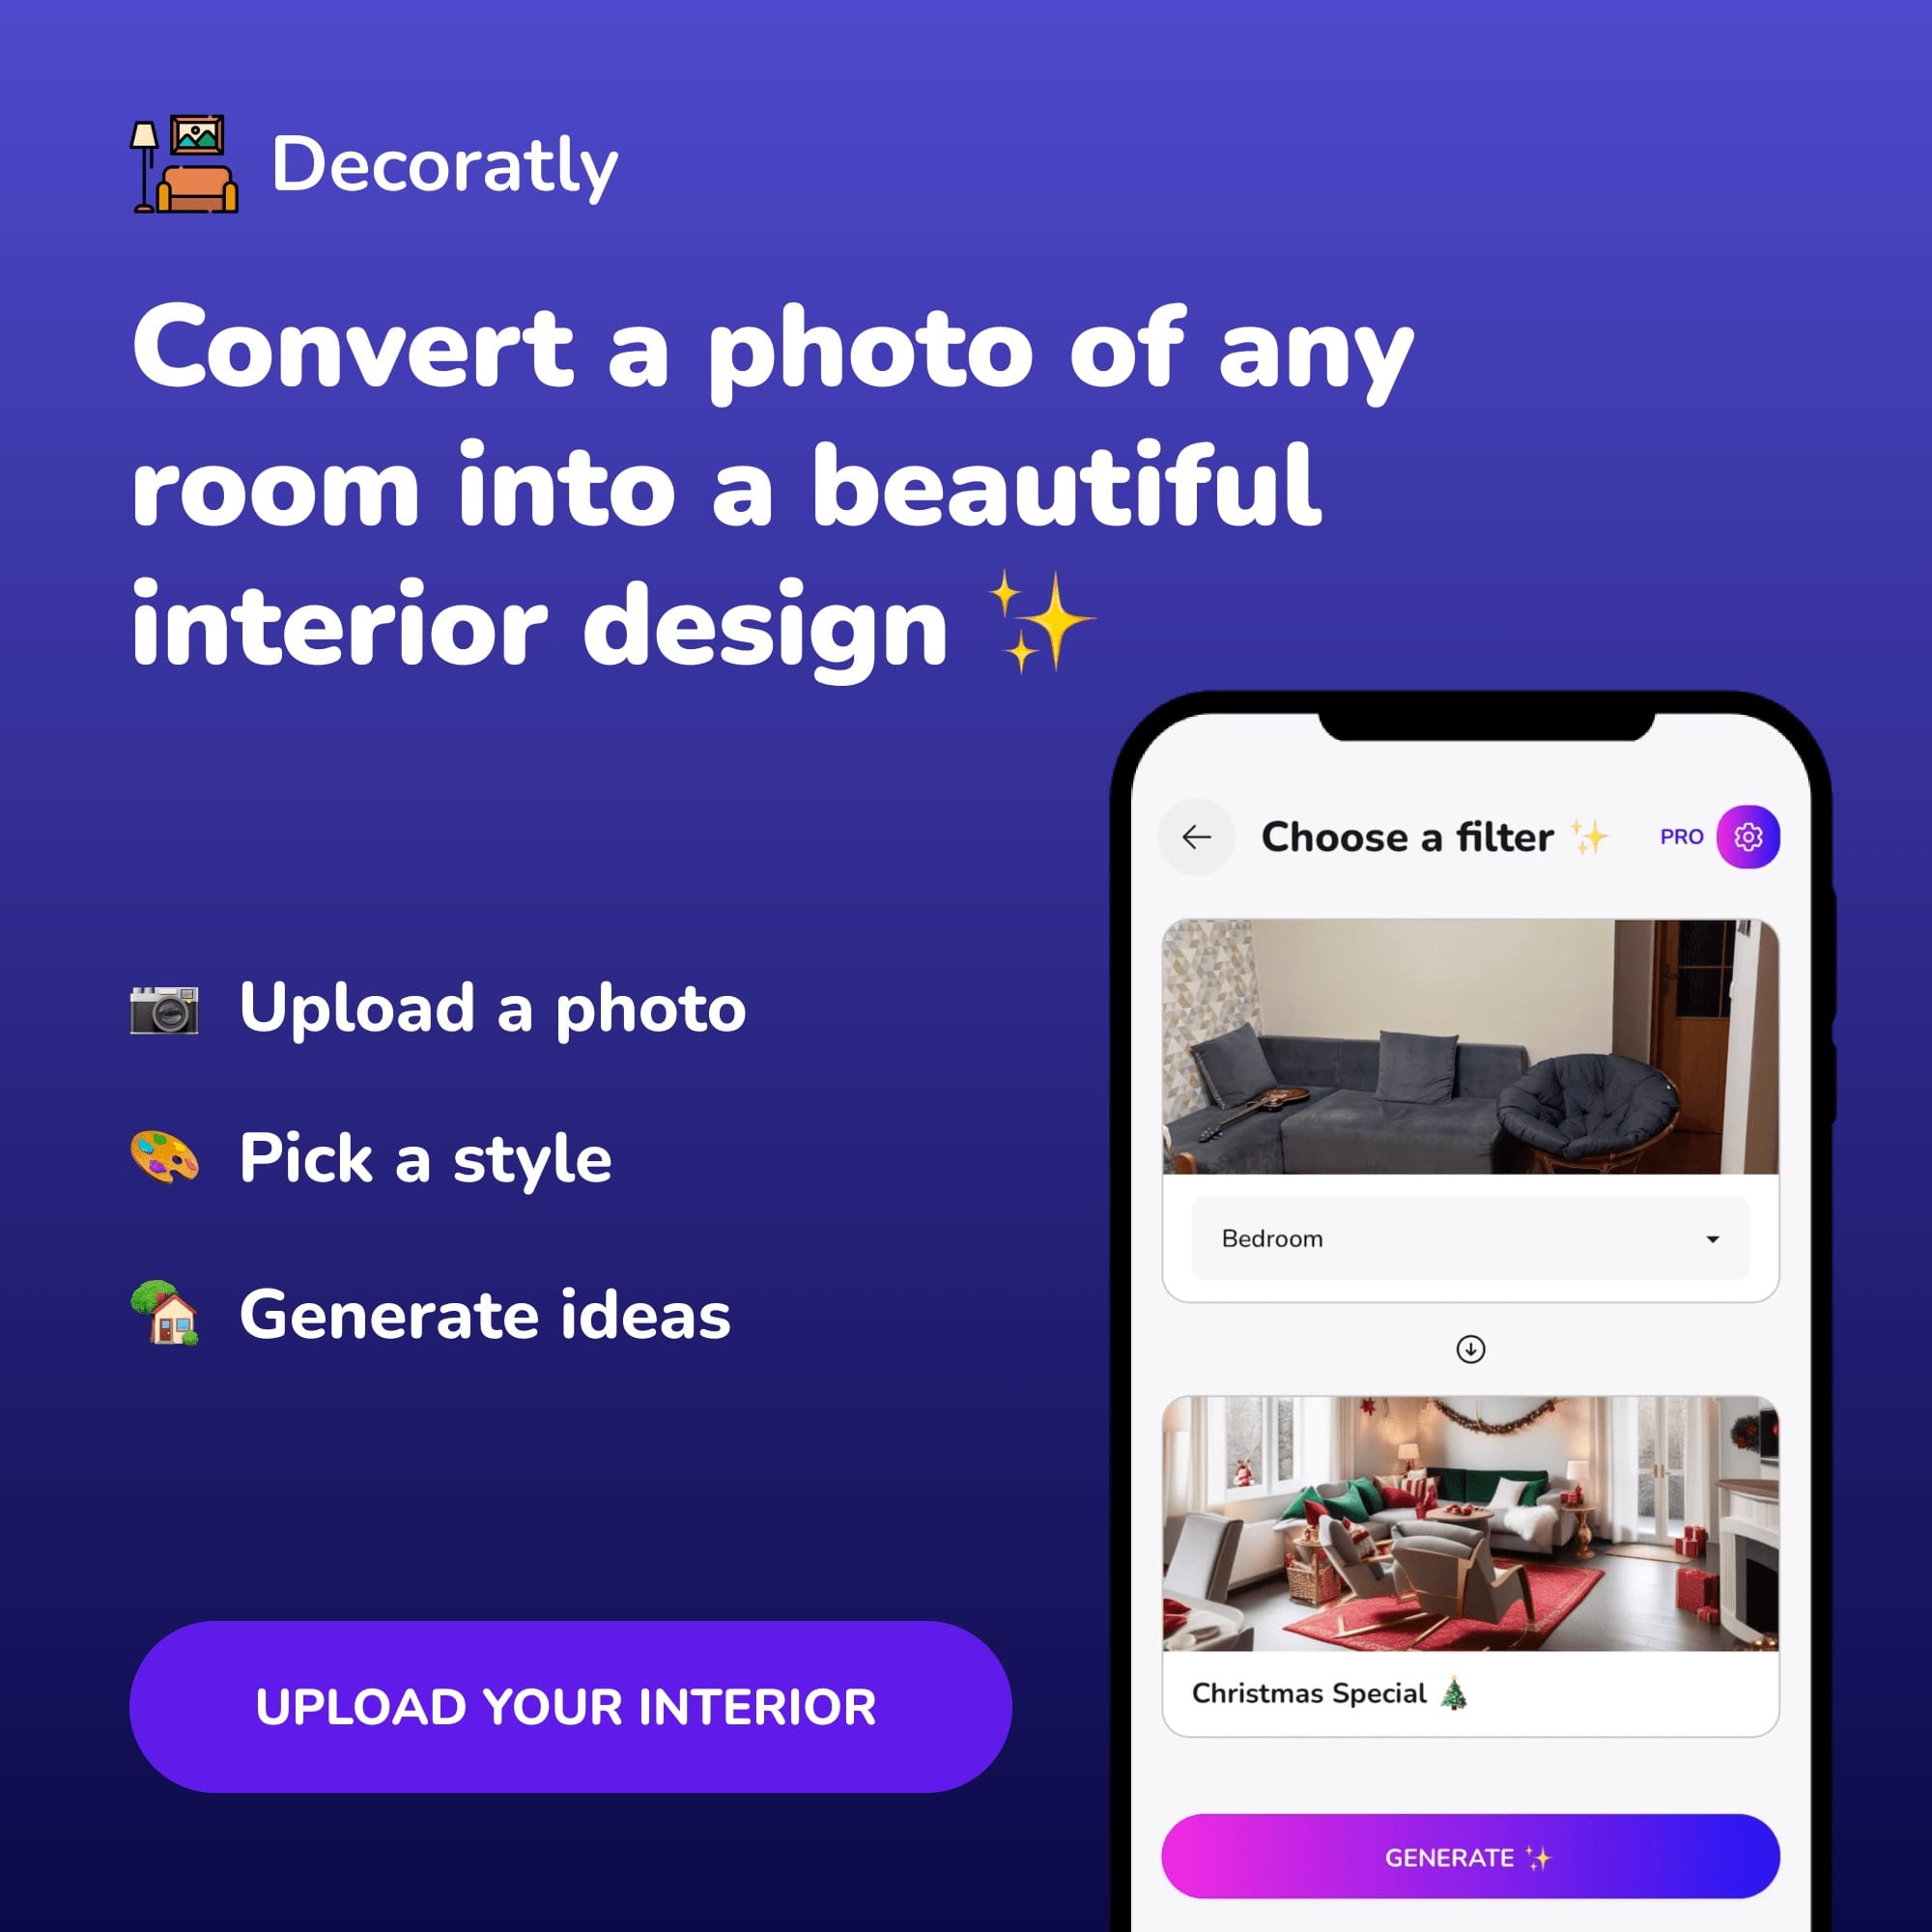 Decoratly
Convert a photo of any
room into a beautiful
interior design ✨
Upload a photo
Pick a style
Generate ideas
UPLOAD YOUR INTERIOR
Choose a filter ✨
PRO
Bedroom
Christmas Special 🎄
GENERATE ✨